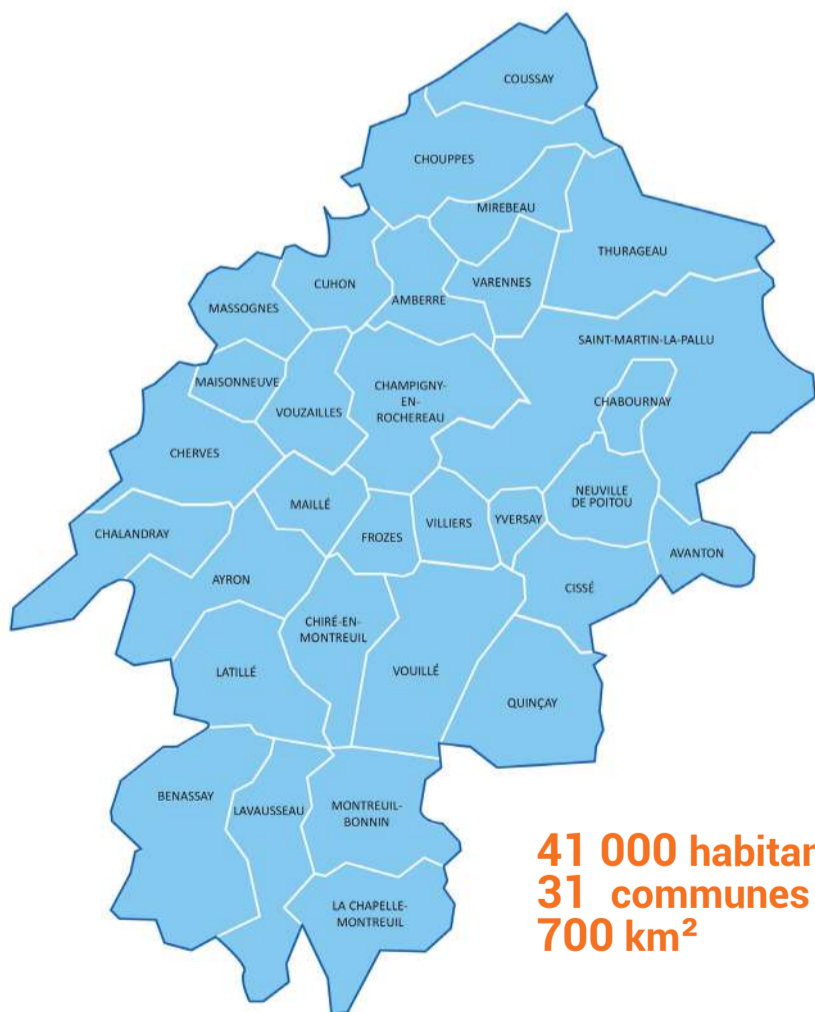 COUSSAY
CHOUPPES
MIREBEAU
THURAGEAU
VARENNES
CUHON
AMBERRE
MASSOGNES
SAINT-MARTIN-LA-PALLU
MAISONNEUVE
CHAMPIGNY-
EN-
ROCHEREAU
CHABOURNAY
VOUZAILLES
CHERVES
NEUVILLE
DE POITOU
MAILLÉ
VILLIERS
YVERSAY
CHALANDRAY
FROZES
AVANTON
AYRON
CISSÉ
CHIRÉ-EN-
MONTREUIL
LATILLÉ
VOUILLÉ
QUINÇAY
BENASSAY
LAVAUSSEAU
MONTREUIL-
BONNIN
LA CHAPELLE-
MONTREUIL
41 000 habitan
31 communes
700 km²